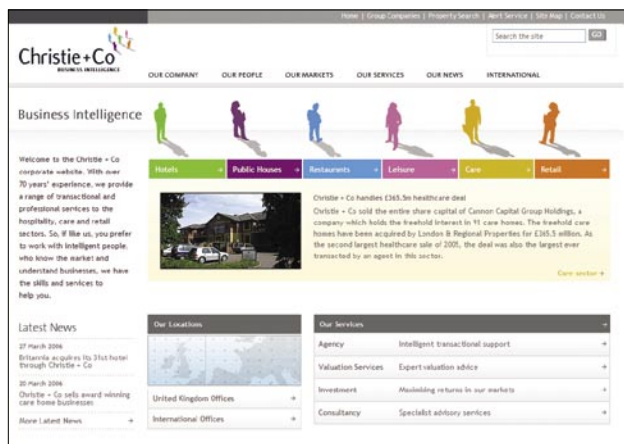 Home | Group Companies | Property Search | Alert Service | Site Map | Contact Us
Search the site GO
Christie+Co
BUSINESS INTELLIGENCE
OUR COMPANY OUR PEOPLE OUR MARKETS OUR SERVICES OUR NEWS INTERNATIONAL
Business Intelligence
Welcome to the Christie + Co
corporate website. With over
70 years' experience, we provide
a range of transactional and
professional services to the
hospitality, care and retail
sectors. So, if like us, you prefer
to work with intelligent people,
who know the market and
understand businesses, we have
the skills and services to
help you.
Hotels Public Houses Restaurants Leisure Care Retail
Christie + Co handles £365.5m healthcare deal
Christie + Co sold the entire share capital of Cannon Capital Group Holdings, a
company which holds the freehold interest in 91 care homes. The freehold care
homes have been acquired by London & Regional Properties for £365.5 million. As
the second largest healthcare sale of 2005, the deal was also the largest ever
transacted by an agent in this sector.
Care sector
Latest News
27 March 2006
Britannia acquires its 31st hotel
through Christie + Co
20 March 2006
Christie + Co sells award winning
care home businesses
More Latest News
Our Locations
United Kingdom Offices
International Offices
Our Services
Agency Intelligent transactional support
Valuation Services Expert valuation advice
Investment Maximising returns in our markets
Consultancy Specialist advisory services